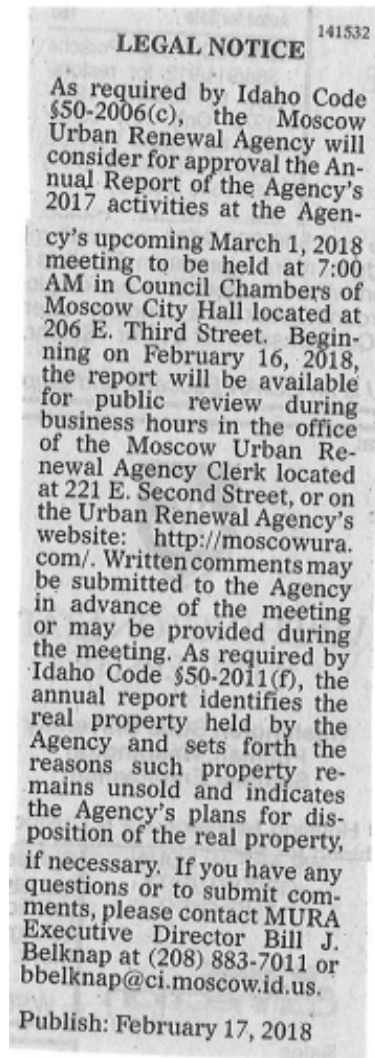 141532
LEGAL NOTICE
As required by Idaho Code
§50-2006(c), the Moscow
Urban Renewal Agency will
consider for approval the An-
nual Report of the Agency's
2017 activities at the Agen-
cy's upcoming March 1, 2018
meeting to be held at 7:00
AM in Council Chambers of
Moscow City Hall located at
206 E. Third Street. Begin-
ning on February 16, 2018,
the report will be available
for public review during
business hours in the office
of the Moscow Urban Re-
newal Agency Clerk located
at 221 E. Second Street, or on
the Urban Renewal Agency's
website: http://moscowura.
com/. Written comments may
be submitted to the Agency
in advance of the meeting
or may be provided during
the meeting. As required by
Idaho Code §50-2011(f), the
annual report identifies the
real property held by the
Agency and sets forth the
reasons such property re-
mains unsold and indicates
the Agency's plans for dis-
position of the real property,
if necessary. If you have any
questions or to submit com-
ments, please contact MURA
Executive Director Bill J.
Belknap at (208) 883-7011 or
bbelknap@ci.moscow.id.us.
Publish: February 17, 2018